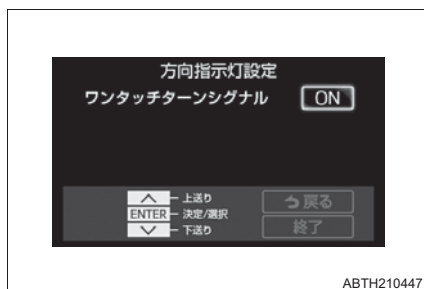 方向指示灯設定
ワンタッチターンシグナル ON
上送り
ENTER 決定/選択 戻る
下送り 終了
ABTH210447